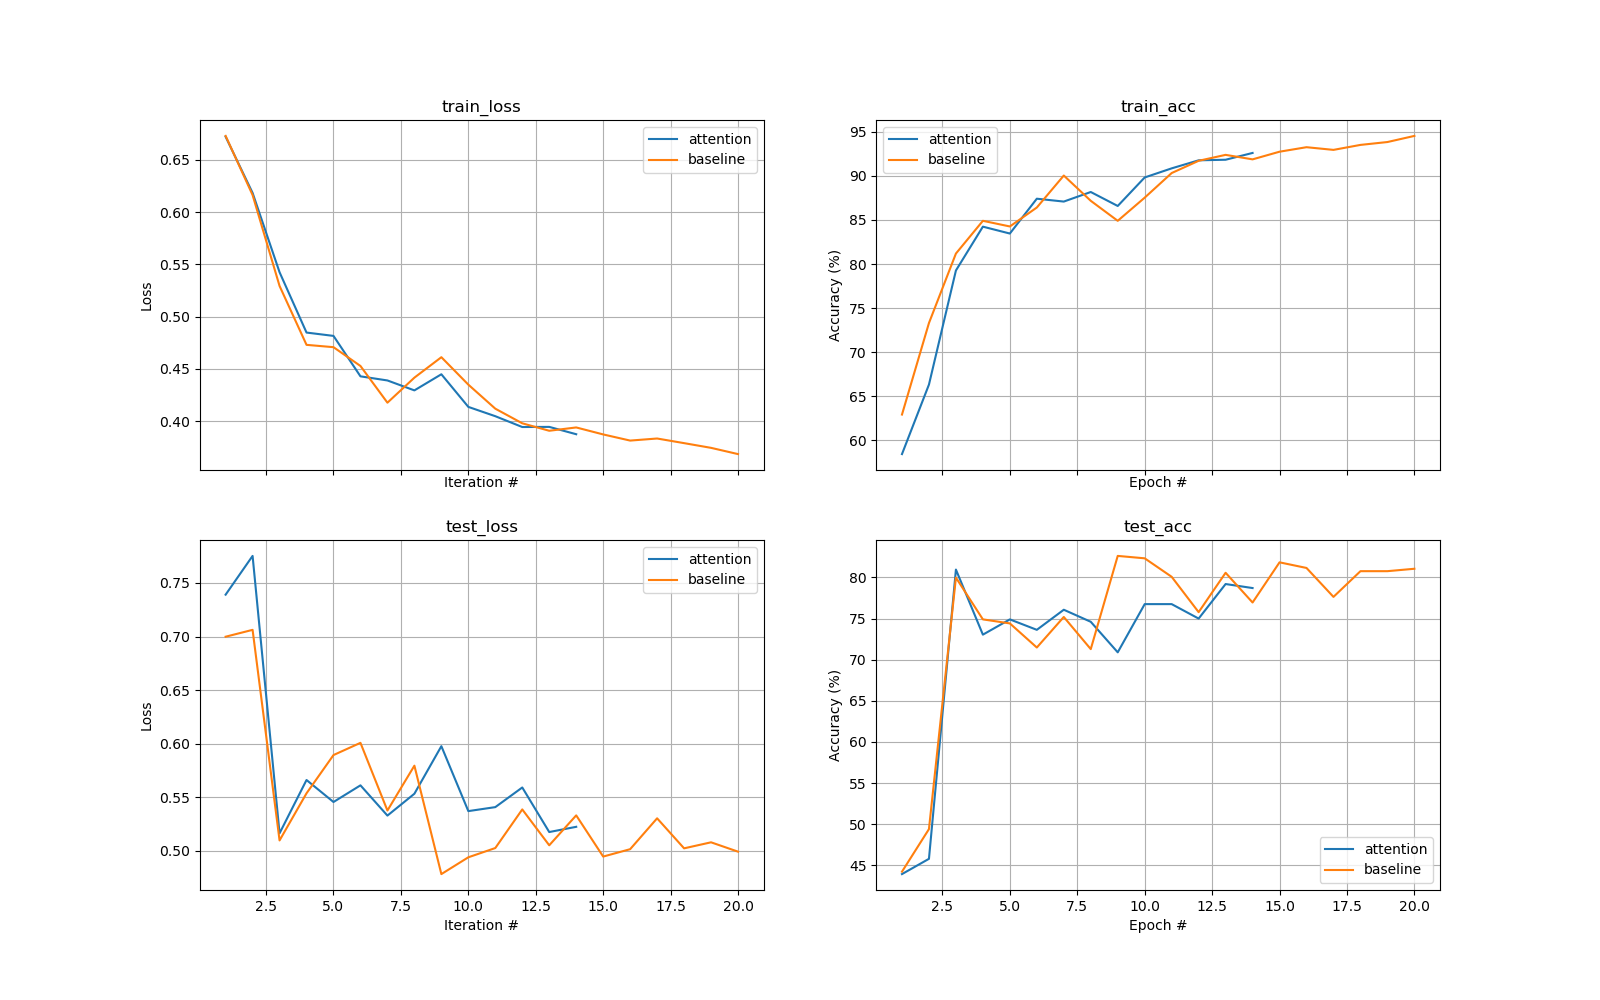 train_loss
0.65
0.60
0.55
0.50
0.45
0.40
Loss
attention
baseline
Iteration #
train_acc
95
90
85
80
75
70
65
60
Accuracy (%)
attention
baseline
Epoch #
test_loss
0.75
0.70
0.65
0.60
0.55
0.50
Loss
attention
baseline
2.5 5.0 7.5 10.0 12.5 15.0 17.5 20.0
Iteration #
test_acc
80
75
70
65
60
55
50
45
Accuracy (%)
attention
baseline
2.5 5.0 7.5 10.0 12.5 15.0 17.5 20.0
Epoch #